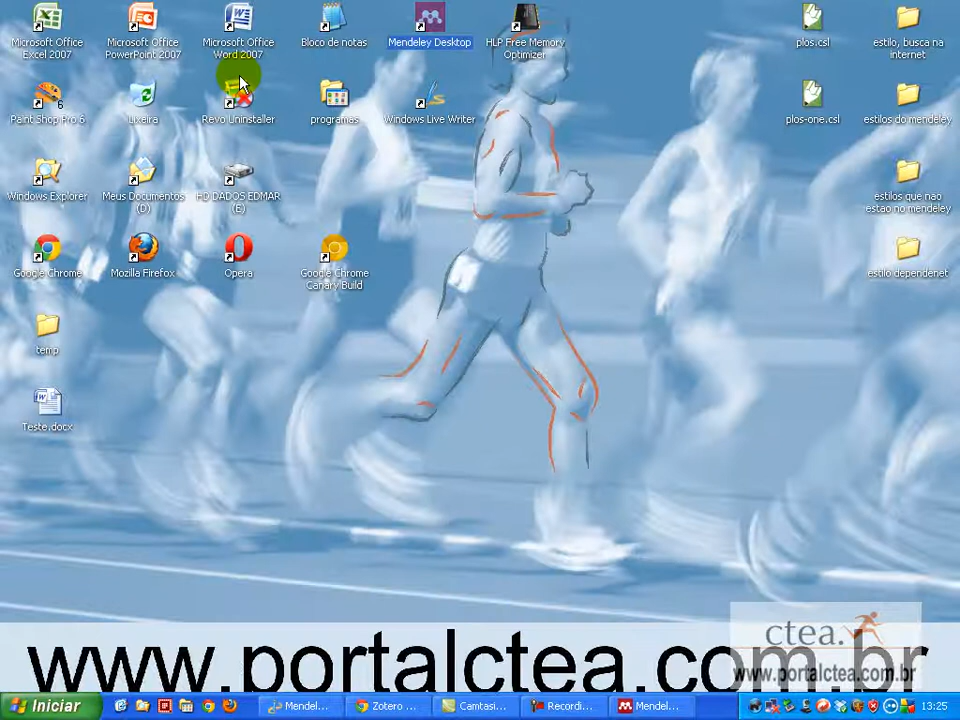 Microsoft Office
Excel 2007
Microsoft Office
PowerPoint 2007
Microsoft Office
Word 2007
Bloco de notas
Mendeley Desktop
HLP Free Memory
Optimizer
plos.csl
estilo, busca na
internet
Paint Shop Pro 6
Lixeira
Revo Uninstaller
programas
Windows Live Writer
plos-one.csl
estilos do mendeley
Windows Explorer
Meus Documentos
(D)
HD DADOS EDMAR
(E)
estilos que nao
estao no mendeley
Google Chrome
Mozilla Firefox
Opera
Google Chrome
Canary Build
estilo dependenet
temp
Teste.docx
ctea.
www.portalctea.com.br
www.portalctea.com.br
Iniciar
Mendel...
Zotero ...
Camtasi...
Recordi...
Mendel...
13:25